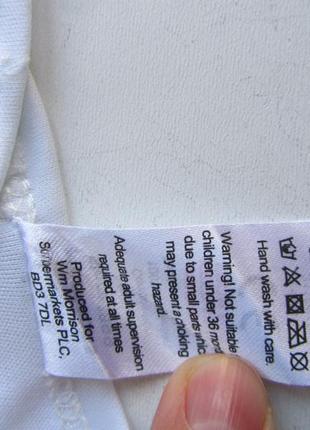 Hand wash with care.
Warning! Not suitable
children under 36
due to small parts
may present a choking
hazard.
Adequate adult supervision
required at all times
Produced for
Wm Morrison
Supermarkets PLC.
BD3 7DL